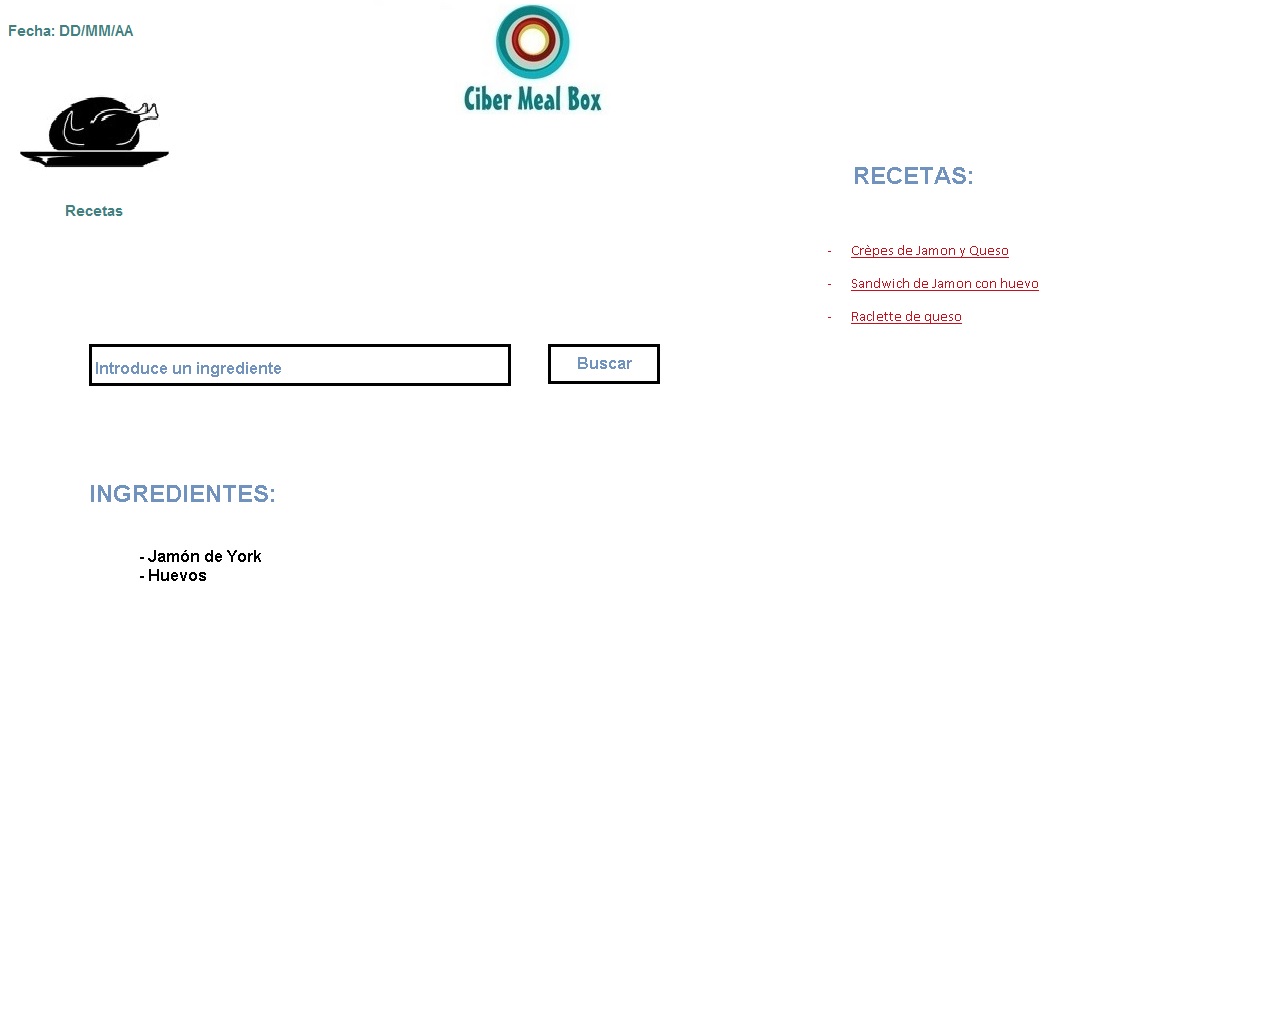 Fecha: DD/MM/AA
Ciber Meal Box
Recetas
RECETAS:
- Crèpes de Jamon y Queso
- Sandwich de Jamon con huevo
- Raclette de queso
Introduce un ingrediente
Buscar
INGREDIENTES:
- Jamón de York
- Huevos